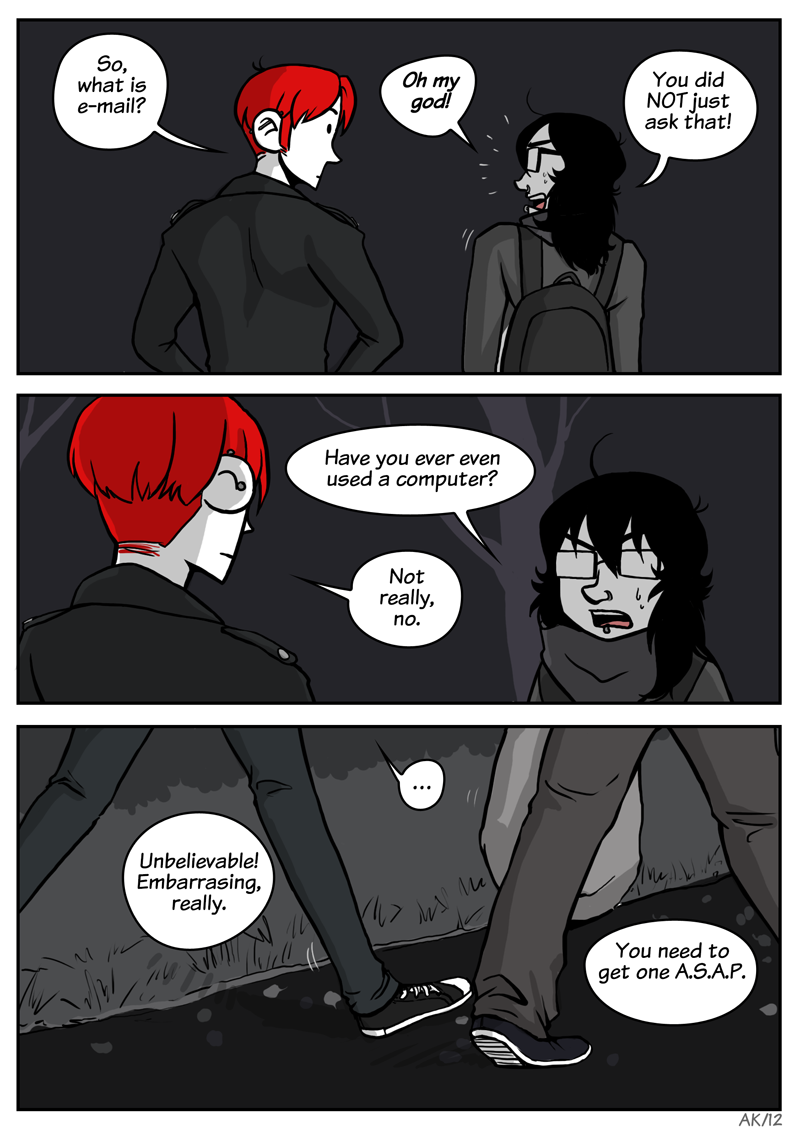 So,
what is
e-mail?
Oh my
god!
You did
NOT just
ask that!
Have you ever even
used a computer?
Not
really,
no.
...
Unbelievable!
Embarrasing,
really.
You need to
get one A.S.A.P.
AK/12